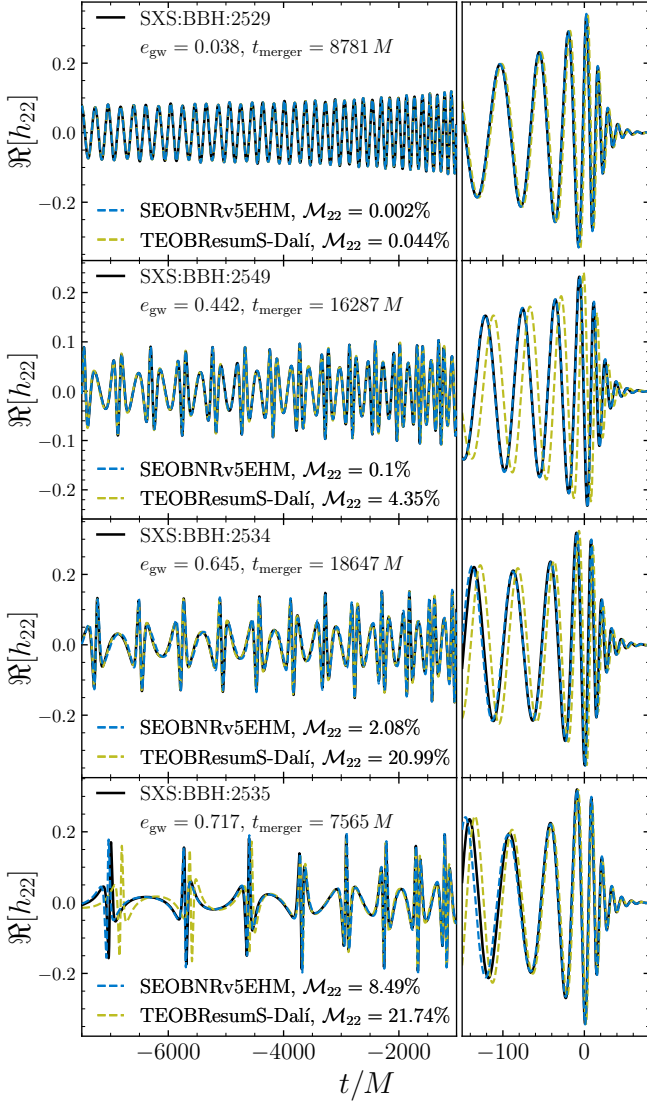 SXS:BBH:2529
e_gw = 0.038, t_merger = 8781 M
ℜ[h_22]
0.2
0.0
−0.2
SEOBNRv5EHM, ℳ_22 = 0.002%
TEOBResumS-Dalí, ℳ_22 = 0.044%
SXS:BBH:2549
e_gw = 0.442, t_merger = 16287 M
ℜ[h_22]
0.2
0.1
0.0
−0.1
−0.2
SEOBNRv5EHM, ℳ_22 = 0.1%
TEOBResumS-Dalí, ℳ_22 = 4.35%
SXS:BBH:2534
e_gw = 0.645, t_merger = 18647 M
ℜ[h_22]
0.2
0.0
−0.2
SEOBNRv5EHM, ℳ_22 = 2.08%
TEOBResumS-Dalí, ℳ_22 = 20.99%
SXS:BBH:2535
e_gw = 0.717, t_merger = 7565 M
ℜ[h_22]
0.2
0.0
−0.2
SEOBNRv5EHM, ℳ_22 = 8.49%
TEOBResumS-Dalí, ℳ_22 = 21.74%
−6000 −4000 −2000 −100 0
t/M